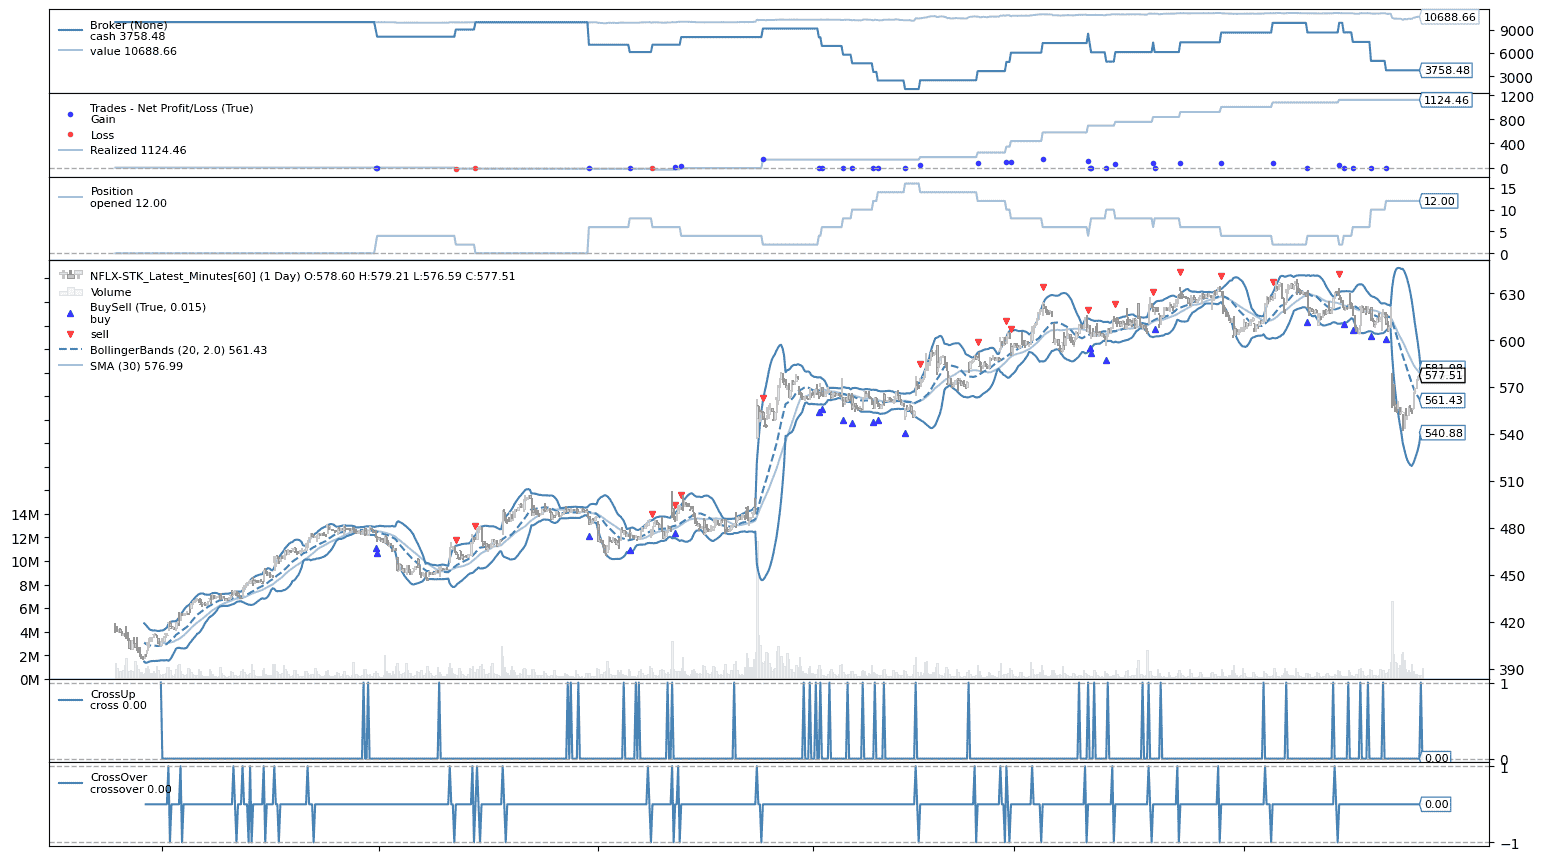 Broker (None)
cash 3758.48
value 10688.66
10688.66
9000
6000
3758.48
3000
Trades - Net Profit/Loss (True)
Gain
Loss
Realized 1124.46
1124.46
1200
800
400
0
Position
opened 12.00
15
12.00
10
5
0
NFLX-STK_Latest_Minutes[60] (1 Day) O:578.60 H:579.21 L:576.59 C:577.51
Volume
BuySell (True, 0.015)
buy
sell
BollingerBands (20, 2.0) 561.43
SMA (30) 576.99
630
600
577.51
570
561.43
540.88
540
510
480
450
420
390
14M
12M
10M
8M
6M
4M
2M
0M
CrossUp
cross 0.00
1
0.00
0
CrossOver
crossover 0.00
1
0.00
−1